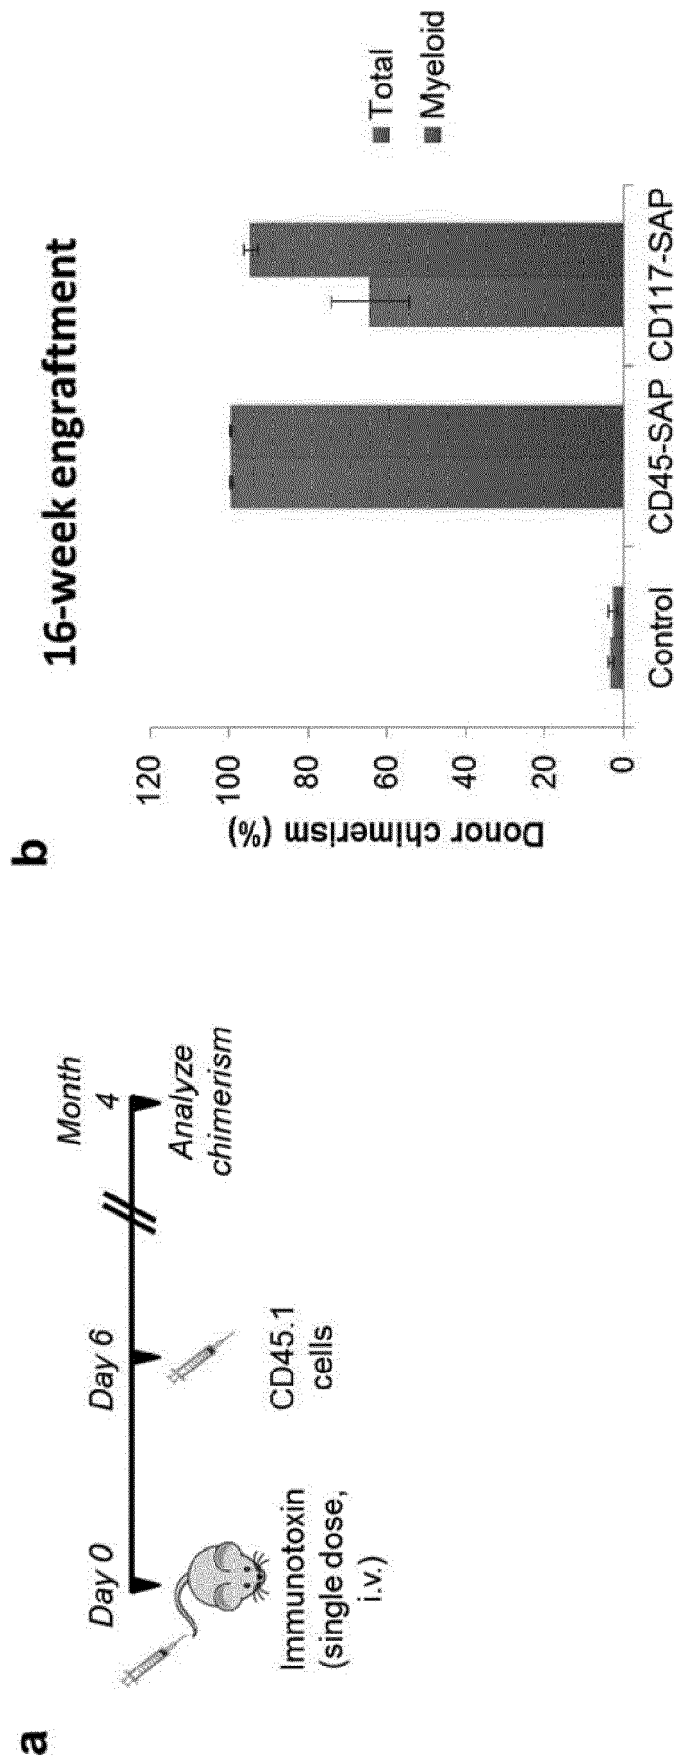 a
Day 0
Day 6
Month
4
Immunotoxin
(single dose,
i.v.)
CD45.1
cells
Analyze
chimerism
b
16-week engraftment
Donor chimerism (%)
120
100
80
60
40
20
0
Control
CD45-SAP
CD117-SAP
Total
Myeloid